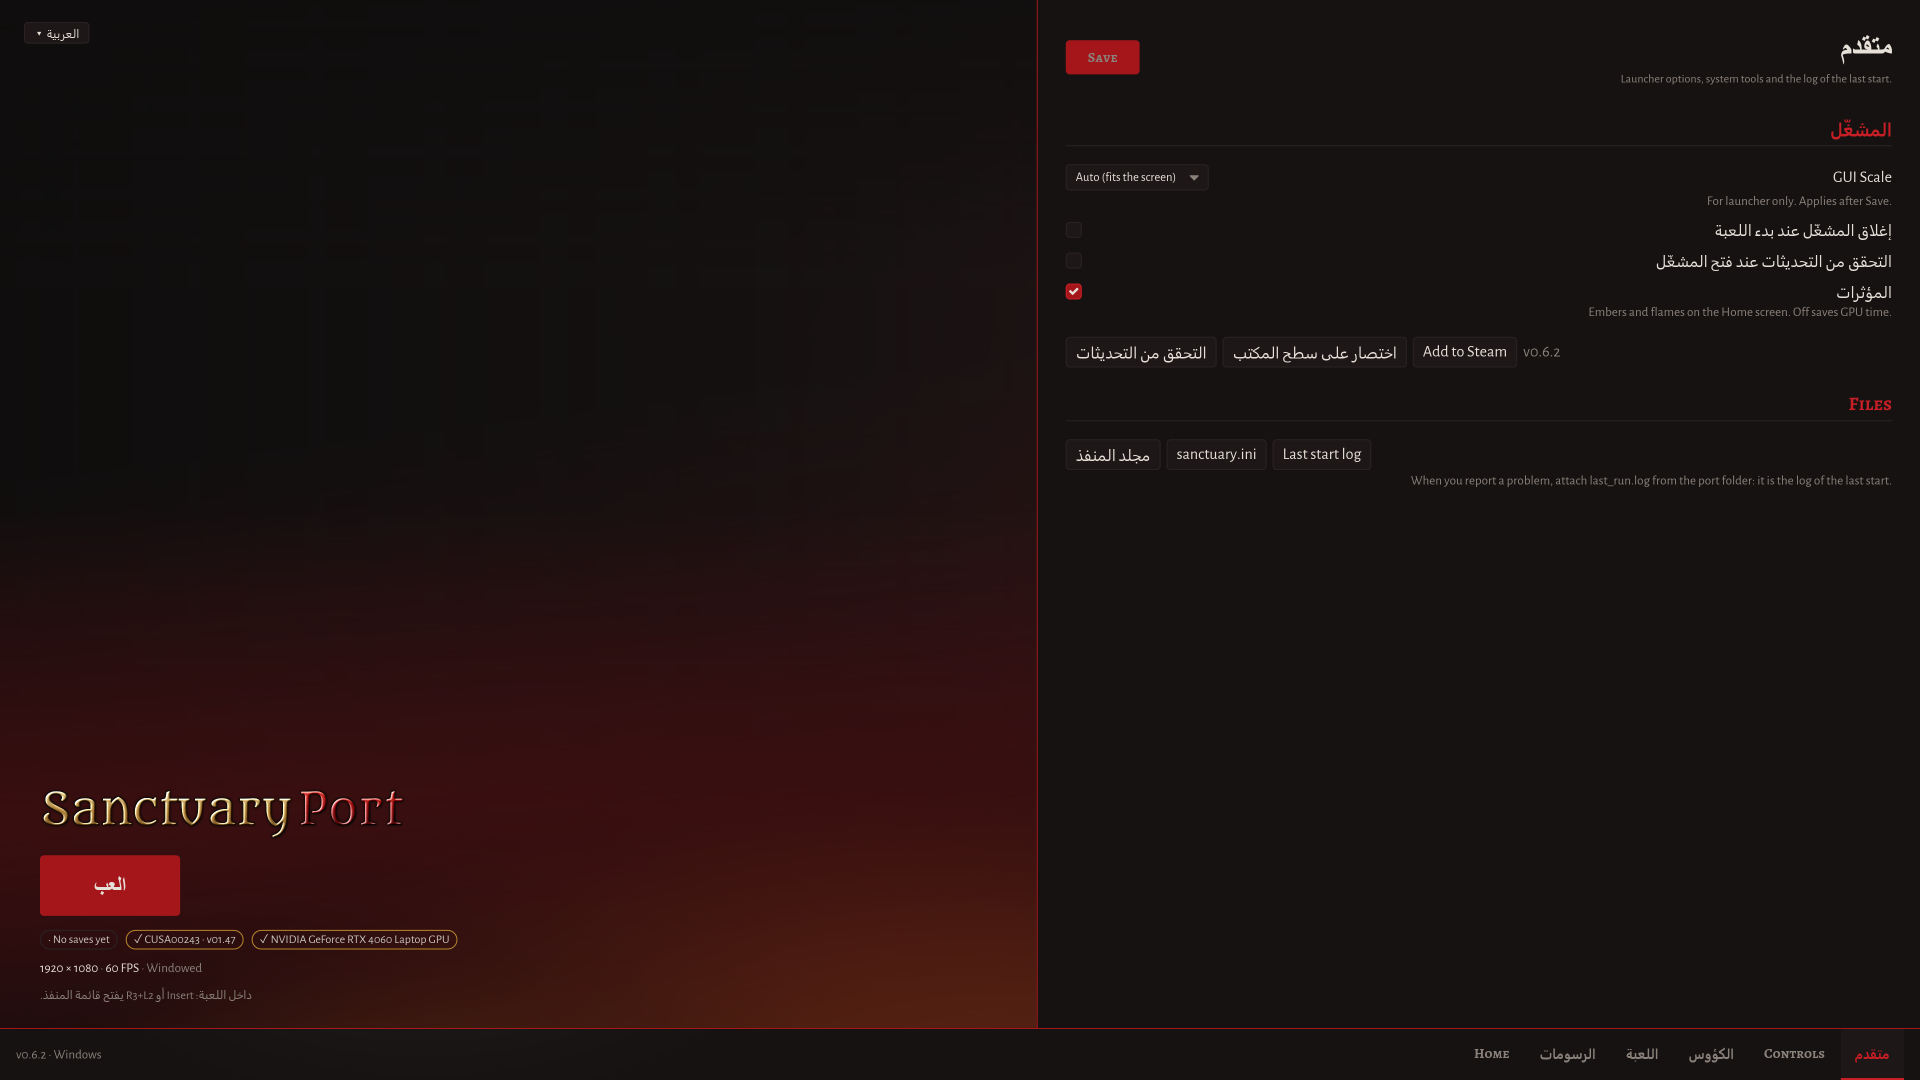 العربية
Sanctuary Port
العب
· No saves yet
✓ CUSA00243 · v01.47
✓ NVIDIA GeForce RTX 4060 Laptop GPU
1920 × 1080 · 60 FPS · Windowed
داخل اللعبة: Insert أو R3+L2 يفتح قائمة المنفذ.
متقدم
Save
Launcher options, system tools and the log of the last start.
المشغّل
GUI Scale
Auto (fits the screen)
For launcher only. Applies after Save.
إغلاق المشغّل عند بدء اللعبة
التحقق من التحديثات عند فتح المشغّل
المؤثرات
Embers and flames on the Home screen. Off saves GPU time.
التحقق من التحديثات
اختصار على سطح المكتب
Add to Steam
v0.6.2
Files
مجلد المنفذ
sanctuary.ini
Last start log
When you report a problem, attach last_run.log from the port folder: it is the log of the last start.
v0.6.2 · Windows
Home
الرسومات
اللعبة
الكؤوس
Controls
متقدم